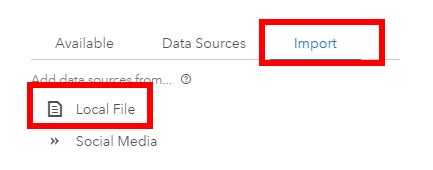 Available Data Sources Import
Add data sources from...
Local File
Social Media